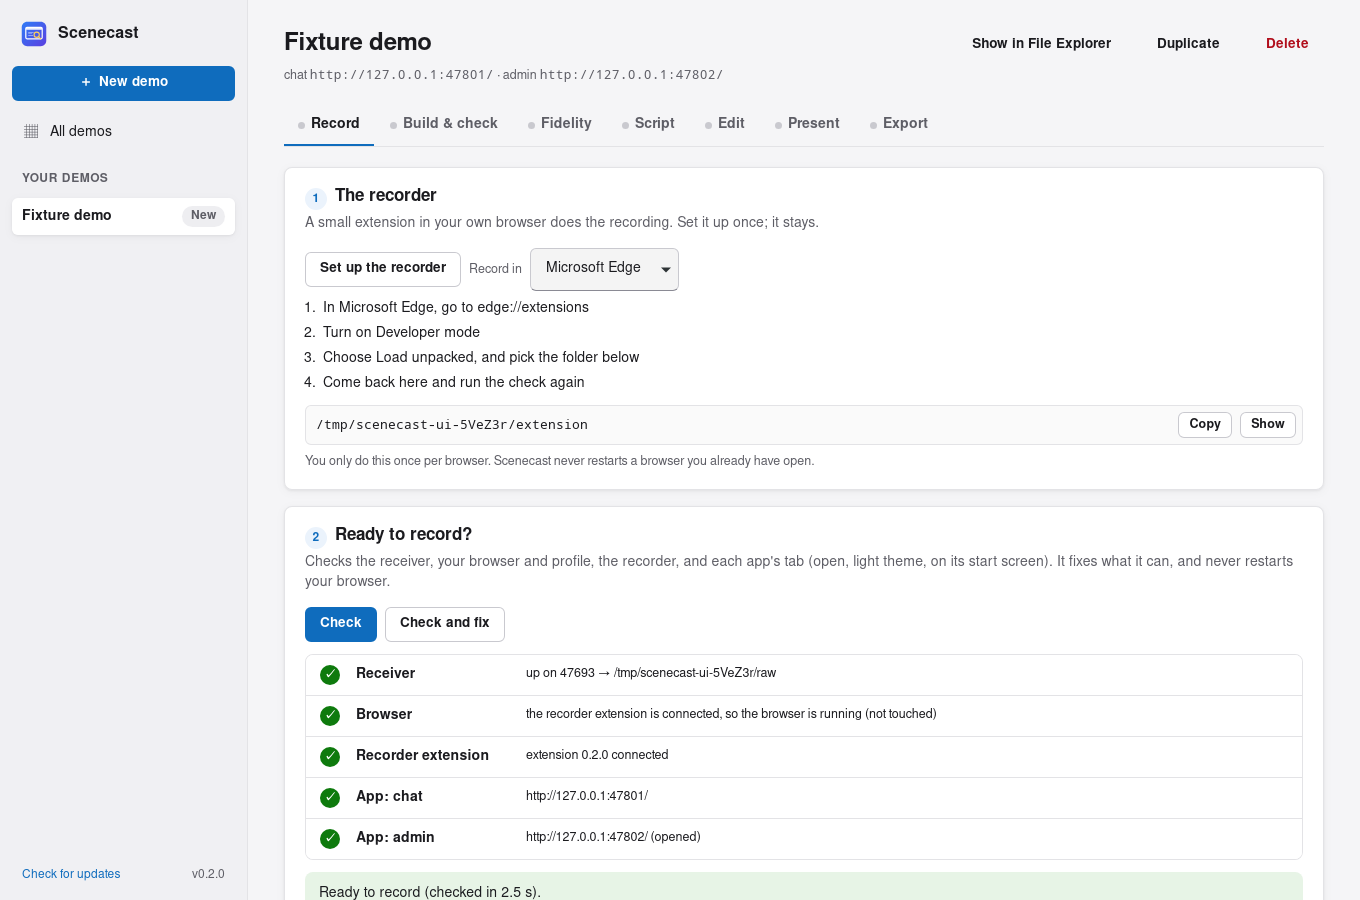 Scenecast
+ New demo
All demos
YOUR DEMOS
Fixture demo New
Check for updates v0.2.0
Fixture demo
Show in File Explorer Duplicate Delete
chat http://127.0.0.1:47801/ · admin http://127.0.0.1:47802/
Record Build & check Fidelity Script Edit Present Export
1 The recorder
A small extension in your own browser does the recording. Set it up once; it stays.
Set up the recorder Record in Microsoft Edge
1. In Microsoft Edge, go to edge://extensions
2. Turn on Developer mode
3. Choose Load unpacked, and pick the folder below
4. Come back here and run the check again
/tmp/scenecast-ui-5VeZ3r/extension Copy Show
You only do this once per browser. Scenecast never restarts a browser you already have open.
2 Ready to record?
Checks the receiver, your browser and profile, the recorder, and each app's tab (open, light theme, on its start screen). It fixes what it can, and never restarts
your browser.
Check Check and fix
Receiver up on 47693 → /tmp/scenecast-ui-5VeZ3r/raw
Browser the recorder extension is connected, so the browser is running (not touched)
Recorder extension extension 0.2.0 connected
App: chat http://127.0.0.1:47801/
App: admin http://127.0.0.1:47802/ (opened)
Ready to record (checked in 2.5 s).